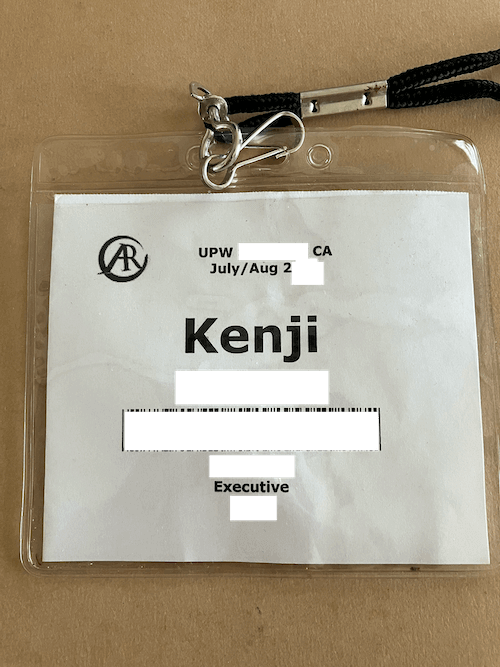 AR
UPW CA
July/Aug 2
Kenji
Executive